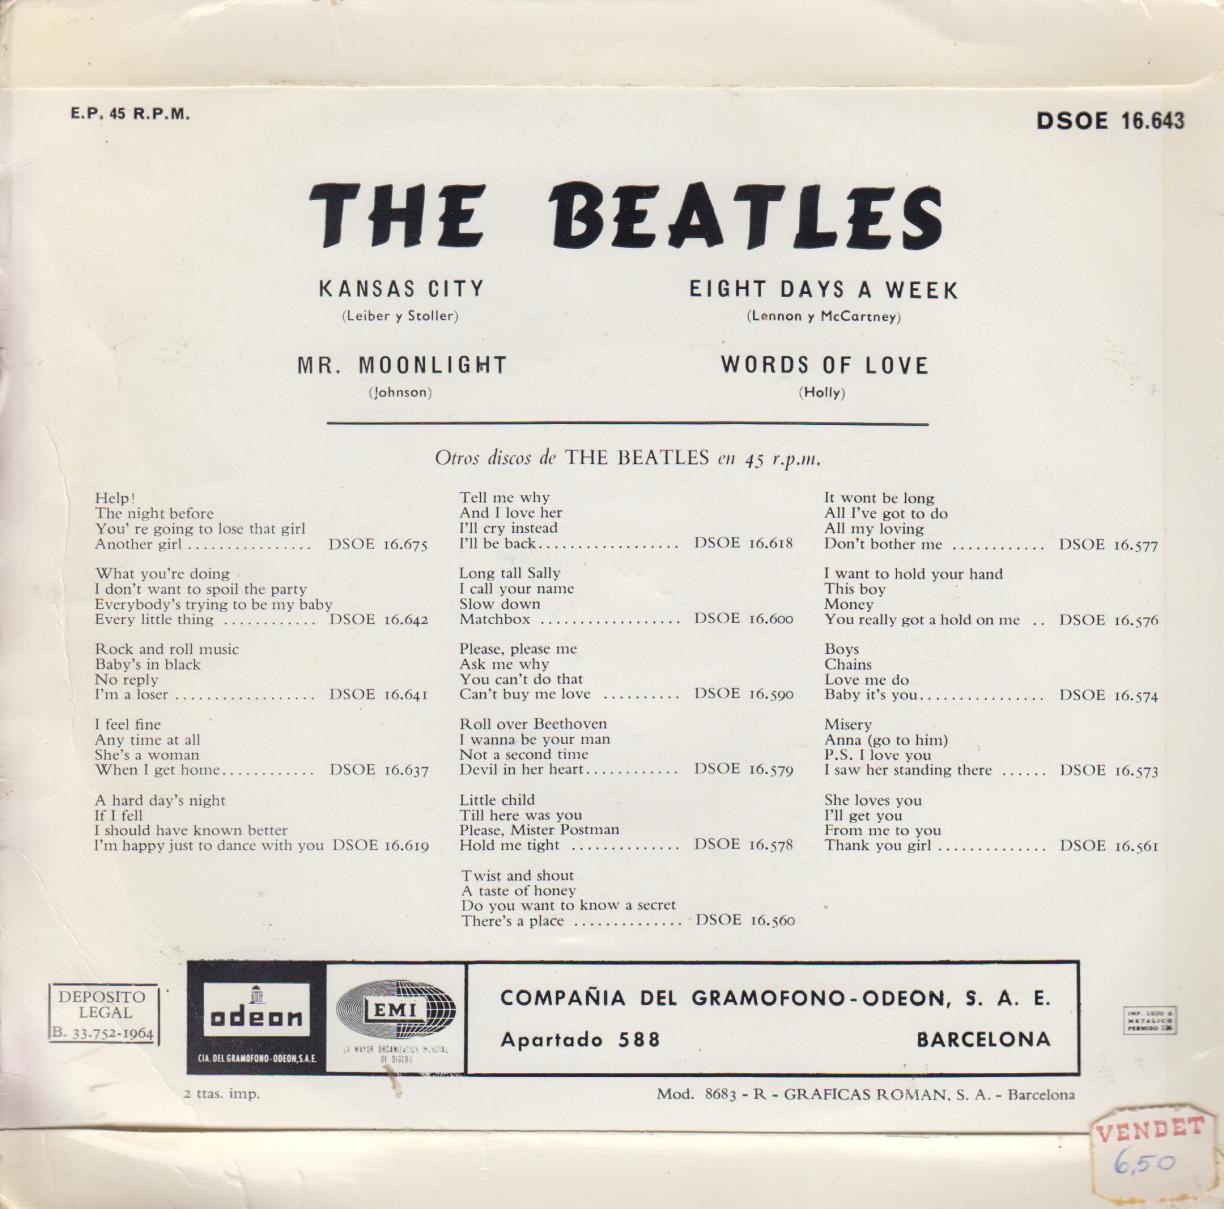 E.P. 45 R.P.M.
DSOE 16.643
THE BEATLES
KANSAS CITY
(Leiber y Stoller)
EIGHT DAYS A WEEK
(Lennon y McCartney)
MR. MOONLIGHT
(Johnson)
WORDS OF LOVE
(Holly)
Otros discos de THE BEATLES en 45 r.p.m.
Help!
The night before
You' re going to lose that girl
Another girl ................ DSOE 16.675
What you're doing
I don't want to spoil the party
Everybody's trying to be my baby
Every little thing ............ DSOE 16.642
Rock and roll music
Baby's in black
No reply
I'm a loser .................. DSOE 16.641
I feel fine
Any time at all
She's a woman
When I get home............ DSOE 16.637
A hard day's night
If I fell
I should have known better
I'm happy just to dance with you DSOE 16.619
Tell me why
And I love her
I'll cry instead
I'll be back.................. DSOE 16.618
Long tall Sally
I call your name
Slow down
Matchbox .................. DSOE 16.600
Please, please me
Ask me why
You can't do that
Can't buy me love .......... DSOE 16.590
Roll over Beethoven
I wanna be your man
Not a second time
Devil in her heart............ DSOE 16.579
Little child
Till here was you
Please, Mister Postman
Hold me tight .............. DSOE 16.578
Twist and shout
A taste of honey
Do you want to know a secret
There's a place .............. DSOE 16.560
It wont be long
All I've got to do
All my loving
Don't bother me ............ DSOE 16.577
I want to hold your hand
This boy
Money
You really got a hold on me .. DSOE 16.576
Boys
Chains
Love me do
Baby it's you................ DSOE 16.574
Misery
Anna (go to him)
P.S. I love you
I saw her standing there ...... DSOE 16.573
She loves you
I'll get you
From me to you
Thank you girl .............. DSOE 16.561
DEPOSITO
LEGAL
B. 33.752-1964
odeon
CIA. DEL GRAMOFONO-ODEON,S.A.E.
EMI
LA MAYOR ORGANIZACION MUNDIAL
DE DISCOS
COMPAÑIA DEL GRAMOFONO-ODEON, S. A. E.
Apartado 588 BARCELONA
IMP. LUJO &
METALICO
PERMISO 126
2 ttas. imp.
Mod. 8683 - R - GRAFICAS ROMAN, S. A. - Barcelona
VENDET
6,50